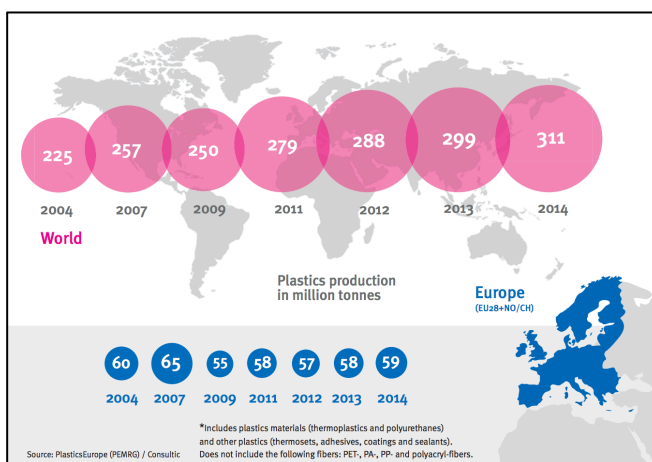 225 257 250 279 288 299 311
2004 2007 2009 2011 2012 2013 2014
World
Plastics production
in million tonnes
Europe
(EU28+NO/CH)
60 65 55 58 57 58 59
2004 2007 2009 2011 2012 2013 2014
*Includes plastics materials (thermoplastics and polyurethanes)
and other plastics (thermosets, adhesives, coatings and sealants).
Does not include the following fibers: PET-, PA-, PP- and polyacryl-fibers.
Source: PlasticsEurope (PEMRG) / Consultic